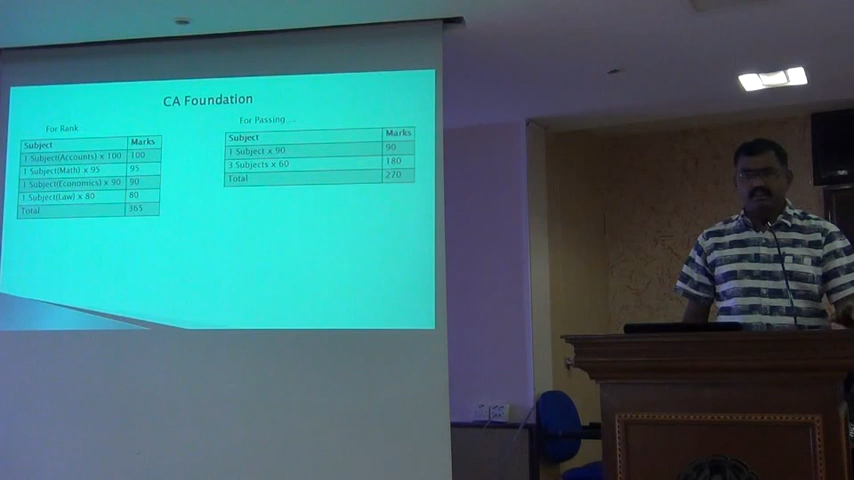 CA Foundation
For Rank
Subject Marks
1 Subject(Accounts) x 100 100
1 Subject(Math) x 95 95
1 Subject(Economics) x 90 90
1 Subject(Law) x 80 80
Total 365
For Passing ...
Subject Marks
1 Subject x 90 90
3 Subjects x 60 180
Total 270